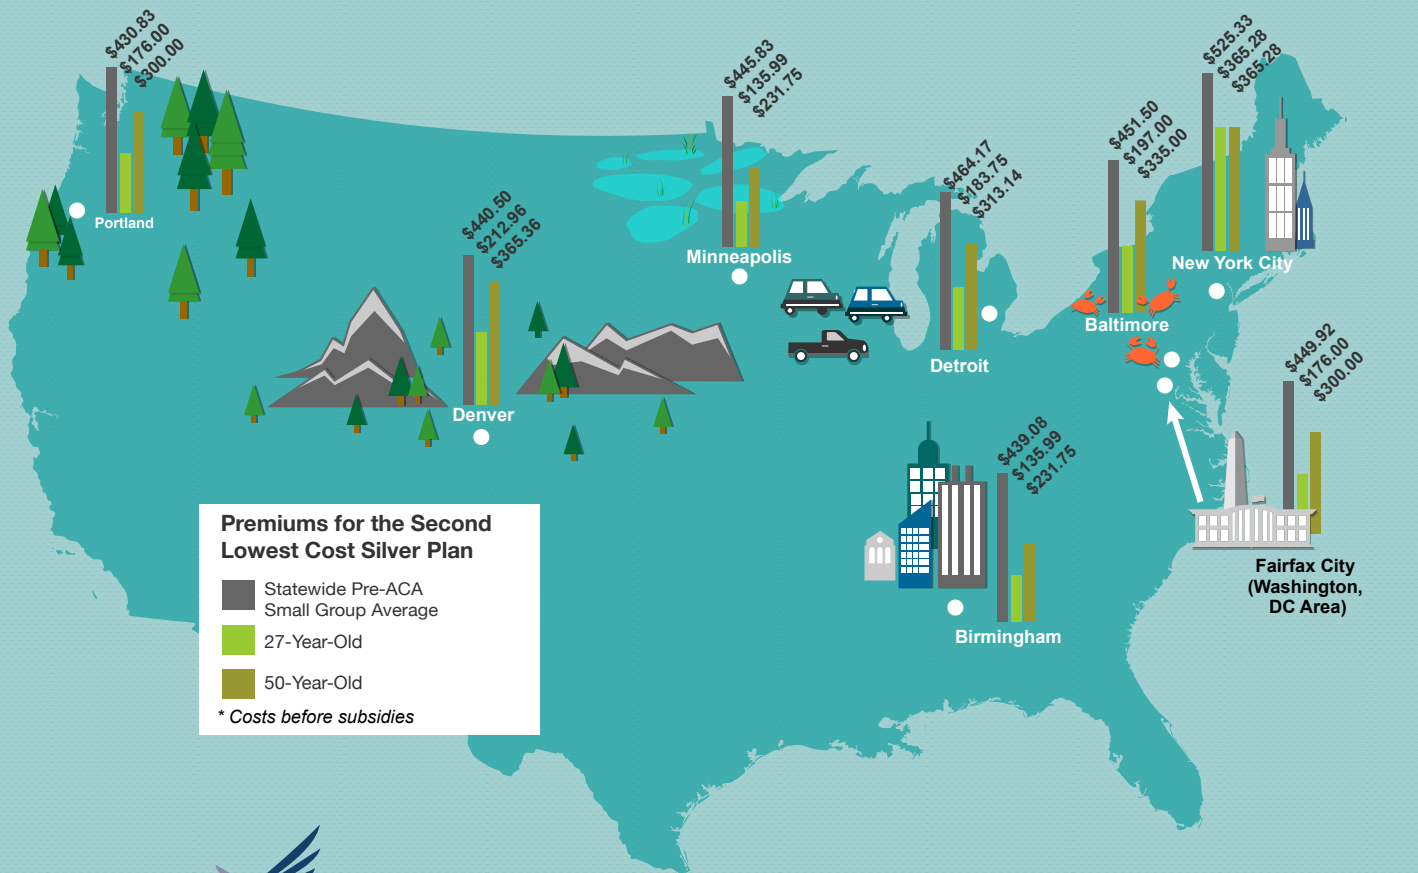 $430.83
$176.00
$300.00
Portland
$440.50
$212.96
$365.36
Denver
$445.83
$135.99
$231.75
Minneapolis
$464.17
$183.75
$313.14
Detroit
$451.50
$197.00
$335.00
Baltimore
$525.33
$365.28
$365.28
New York City
$449.92
$176.00
$300.00
Fairfax City
(Washington,
DC Area)
$439.08
$135.99
$231.75
Birmingham
Premiums for the Second
Lowest Cost Silver Plan
Statewide Pre-ACA
Small Group Average
27-Year-Old
50-Year-Old
* Costs before subsidies